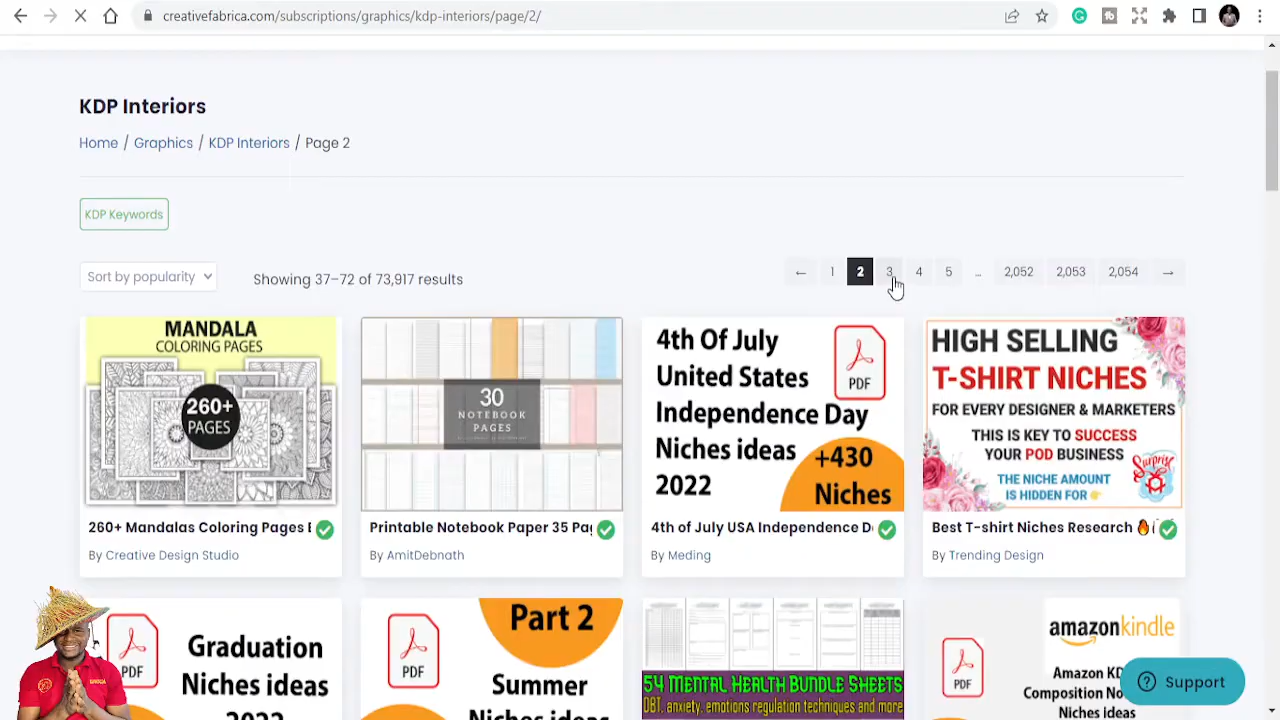 creativefabrica.com/subscriptions/graphics/kdp-interiors/page/2/
KDP Interiors
Home / Graphics / KDP Interiors / Page 2
KDP Keywords
Sort by popularity
Showing 37–72 of 73,917 results
← 1 2 3 4 5 … 2,052 2,053 2,054 →
MANDALA
COLORING PAGES
260+
PAGES
260+ Mandalas Coloring Pages
By Creative Design Studio
30
NOTEBOOK
PAGES
Printable Notebook Paper 35
By AmitDebnath
4th Of July
United States
Independence Day
Niches ideas
2022
PDF
+430
Niches
4th of July USA Independence
By Meding
HIGH SELLING
T-SHIRT NICHES
FOR EVERY DESIGNER & MARKETERS
THIS IS KEY TO SUCCESS
YOUR POD BUSINESS
THE NICHE AMOUNT
IS HIDDEN FOR 👉
Surprise
Best T-shirt Niches Research 🔥
By Trending Design
PDF
Graduation
Niches ideas
2022
PDF
Part 2
Summer
Niches ideas
54 MENTAL HEALTH BUNDLE SHEETS
DBT, anxiety, emotions regulation techniques and more
PDF
amazonkindle
Amazon
Niches ideas
Support